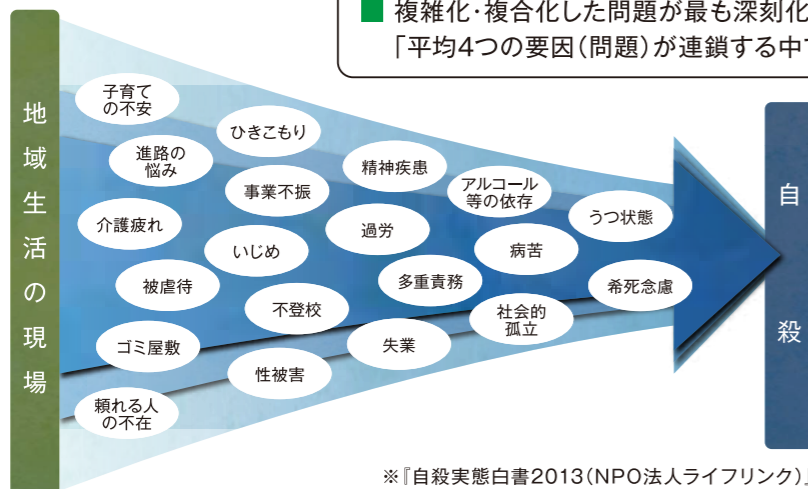 ■ 複雑化・複合化した問題が最も深刻化
「平均4つの要因(問題)が連鎖する中で
地域生活の現場
子育て
の不安
ひきこもり
進路の
悩み
精神疾患
事業不振
アルコール
等の依存
うつ状態
介護疲れ
過労
いじめ
病苦
被虐待
多重責務
希死念慮
不登校
社会的
孤立
ゴミ屋敷
失業
性被害
頼れる人
の不在
自殺
※『自殺実態白書2013(NPO法人ライフリンク)』